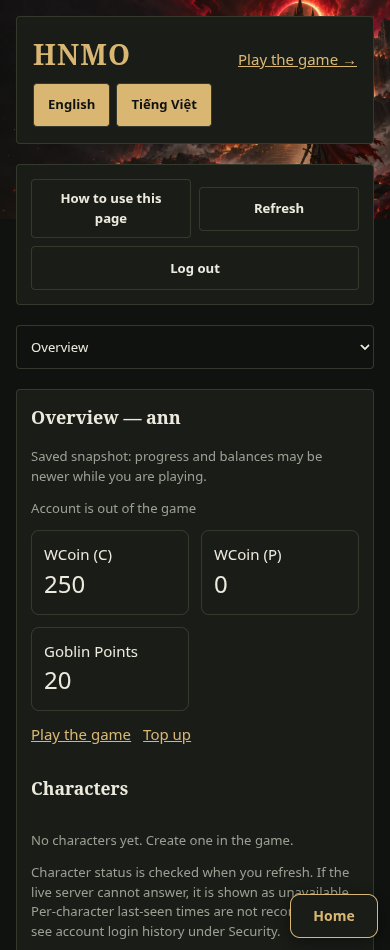 HNMO
Play the game →
English
Tiếng Việt
How to use this
page
Refresh
Log out
Overview
Overview — ann
Saved snapshot: progress and balances may be
newer while you are playing.
Account is out of the game
WCoin (C)
250
WCoin (P)
0
Goblin Points
20
Play the game
Top up
Characters
No characters yet. Create one in the game.
Character status is checked when you refresh. If the
live server cannot answer, it is shown as unavailable.
Per-character last-seen times are not
see account login history under Security.
Home